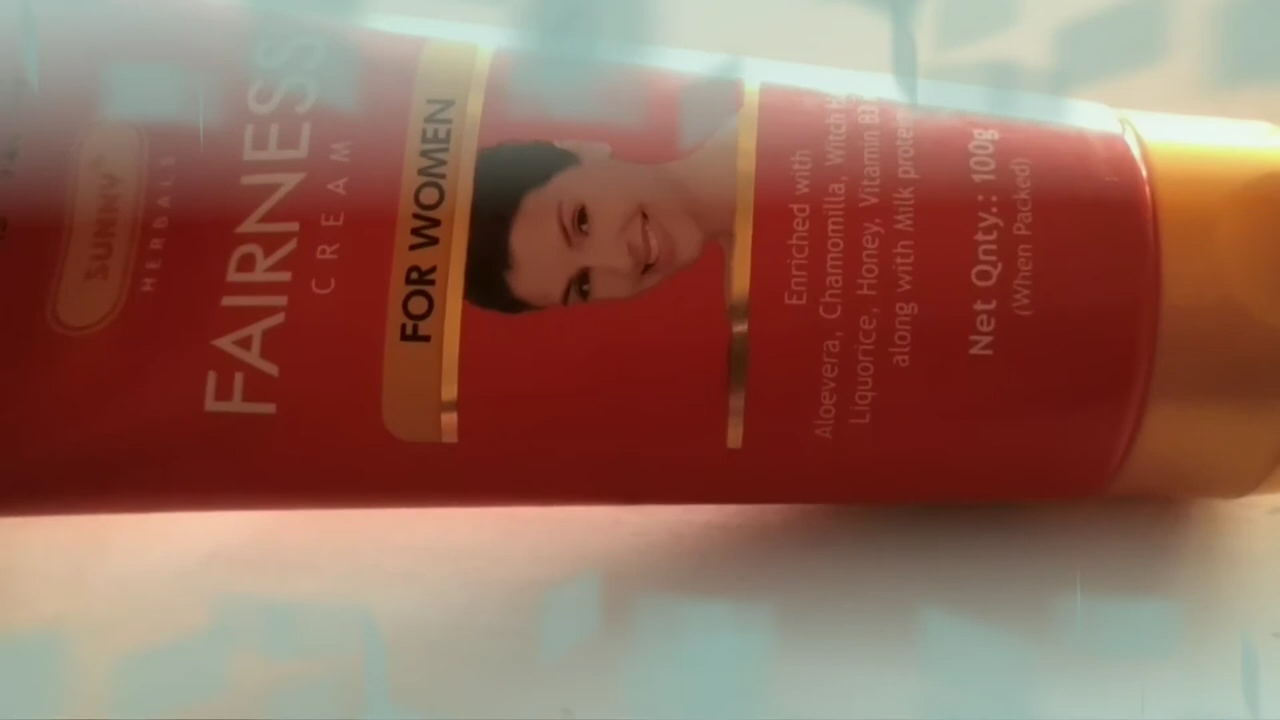 SUNNY
HERBALS
FAIRNESS
CREAM
FOR WOMEN
Enriched with
Aloevera, Chamomilla, Witch
Liquorice, Honey, Vitamin
along with Milk protein
Net Qnty.: 100g
(When Packed)